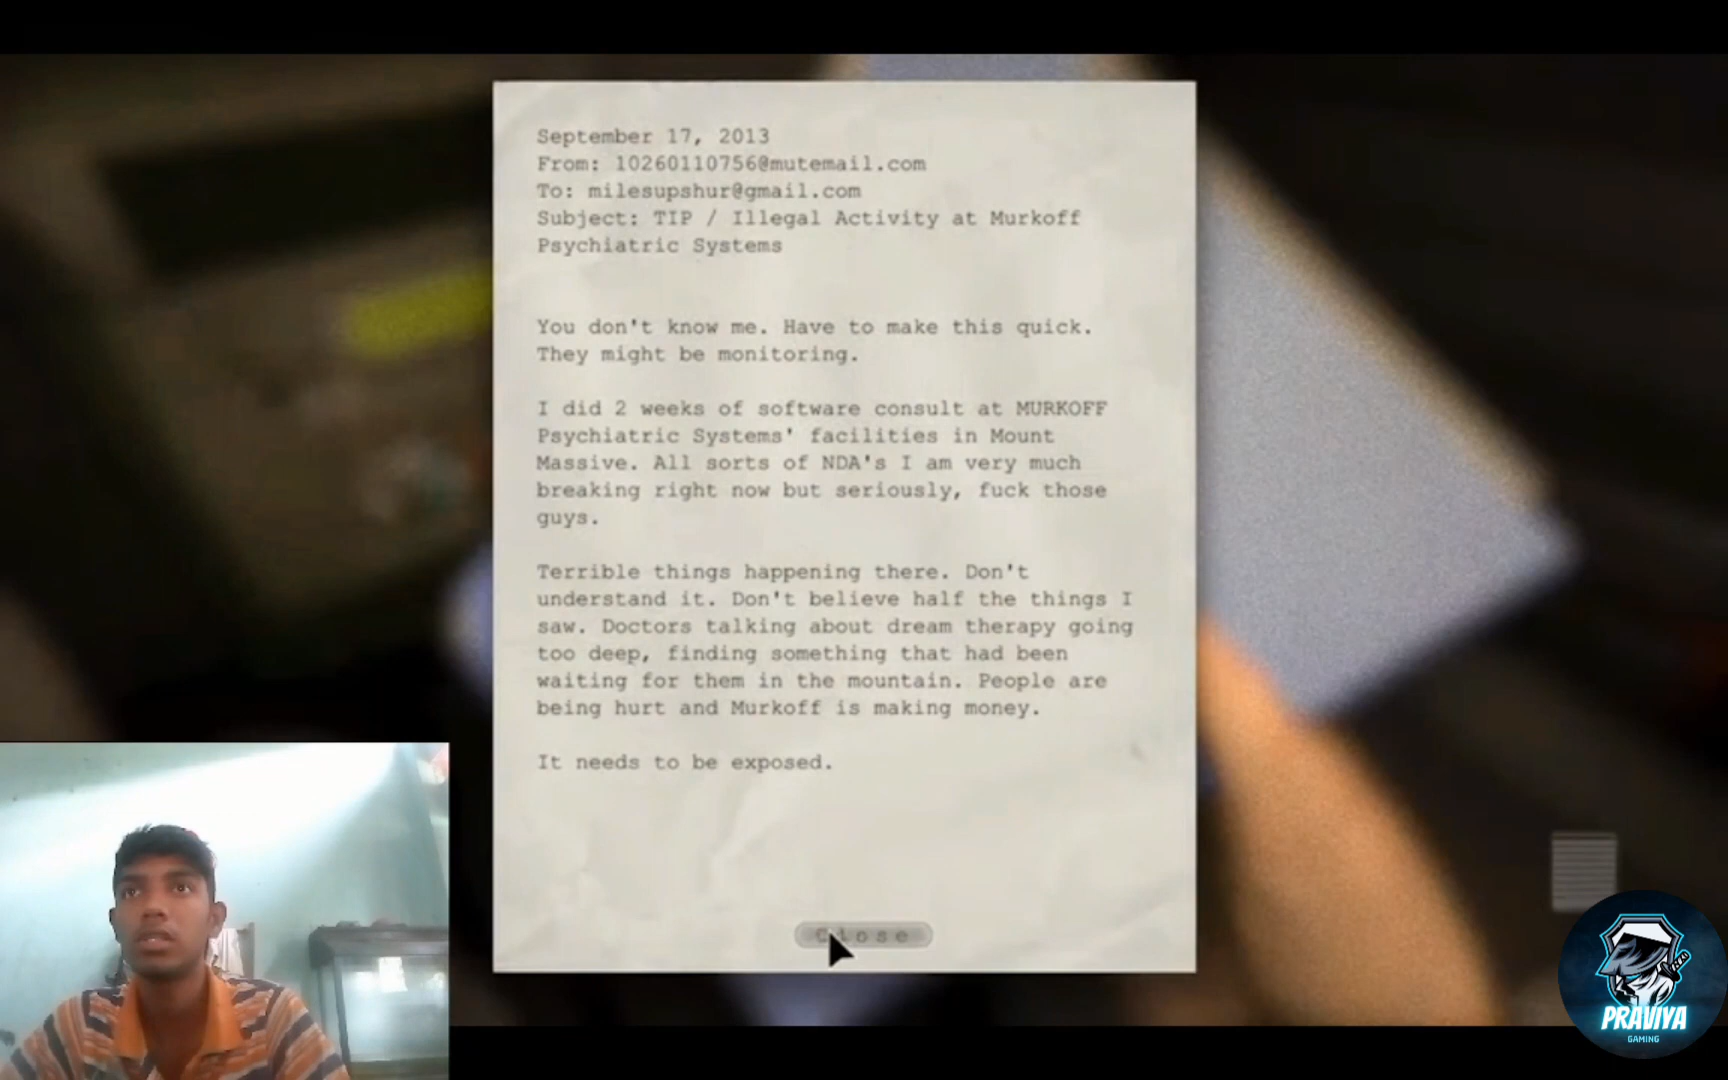 September 17, 2013
From: 10260110756@mutemail.com
To: milesupshur@gmail.com
Subject: TIP / Illegal Activity at Murkoff
Psychiatric Systems
You don't know me. Have to make this quick.
They might be monitoring.
I did 2 weeks of software consult at MURKOFF
Psychiatric Systems' facilities in Mount
Massive. All sorts of NDA's I am very much
breaking right now but seriously, fuck those
guys.
Terrible things happening there. Don't
understand it. Don't believe half the things I
saw. Doctors talking about dream therapy going
too deep, finding something that had been
waiting for them in the mountain. People are
being hurt and Murkoff is making money.
It needs to be exposed.
Close
PRAVIYA
GAMING